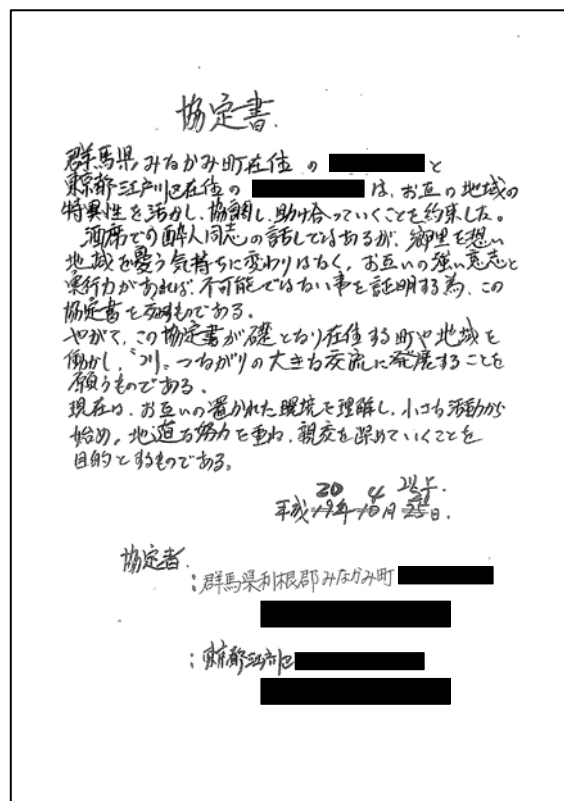 協定書.
群馬県みなかみ町在住 の と
東京都江戸川区在住の は、お互の地域の
特異性を活かし、協調し、助け合っていくことを約束した。
酒席での酔人同志の話しではあるが、郷里を想い
地域を憂う気持ちに変わりはなく、お互いの強い意志と
実行力があれば、不可能ではない事を証明する為、この
協定書を交すものである。
やがて、この協定書が礎となり在住する町や地域を
働かし、〝川〟つながりの大きな交流に発展することを
願うものである。
現在は、お互いの置かれた環境を理解し、小さな活動から
始め、地道な努力を重ね、親交を深めていくことを
目的とするものである。
20 4
平成19年10月25日.
協定者.
:群馬県利根郡みなかみ町
:東京都江戸川区